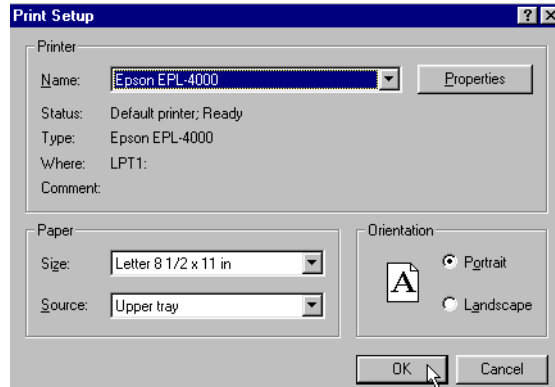 Print Setup
Printer
Name: Epson EPL-4000 Properties
Status: Default printer; Ready
Type: Epson EPL-4000
Where: LPT1:
Comment:
Paper Orientation
Size: Letter 8 1/2 x 11 in Portrait
A
Source: Upper tray Landscape
OK Cancel